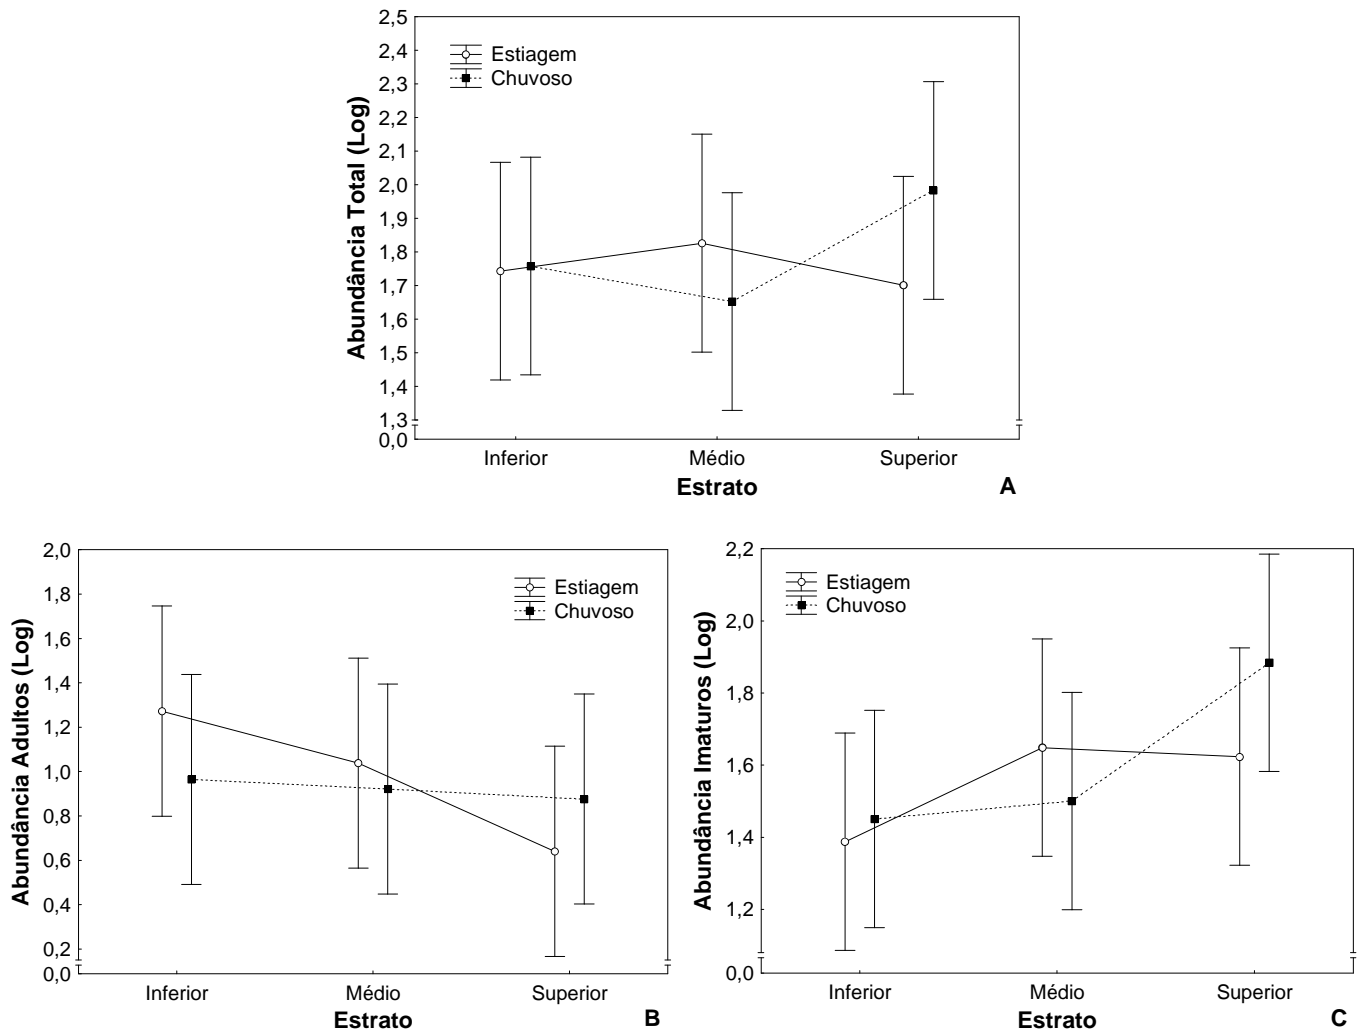 2,5
2,4
2,3
2,2
2,1
2,0
1,9
1,8
1,7
1,6
1,5
1,4
1,3
0,0
Abundância Total (Log)
Estiagem
Chuvoso
Inferior Médio Superior
Estrato
A
2,0
1,8
1,6
1,4
1,2
1,0
0,8
0,6
0,4
0,2
0,0
Abundância Adultos (Log)
Estiagem
Chuvoso
Inferior Médio Superior
Estrato
B
2,2
2,0
1,8
1,6
1,4
1,2
0,0
Abundância Imaturos (Log)
Estiagem
Chuvoso
Inferior Médio Superior
Estrato
C